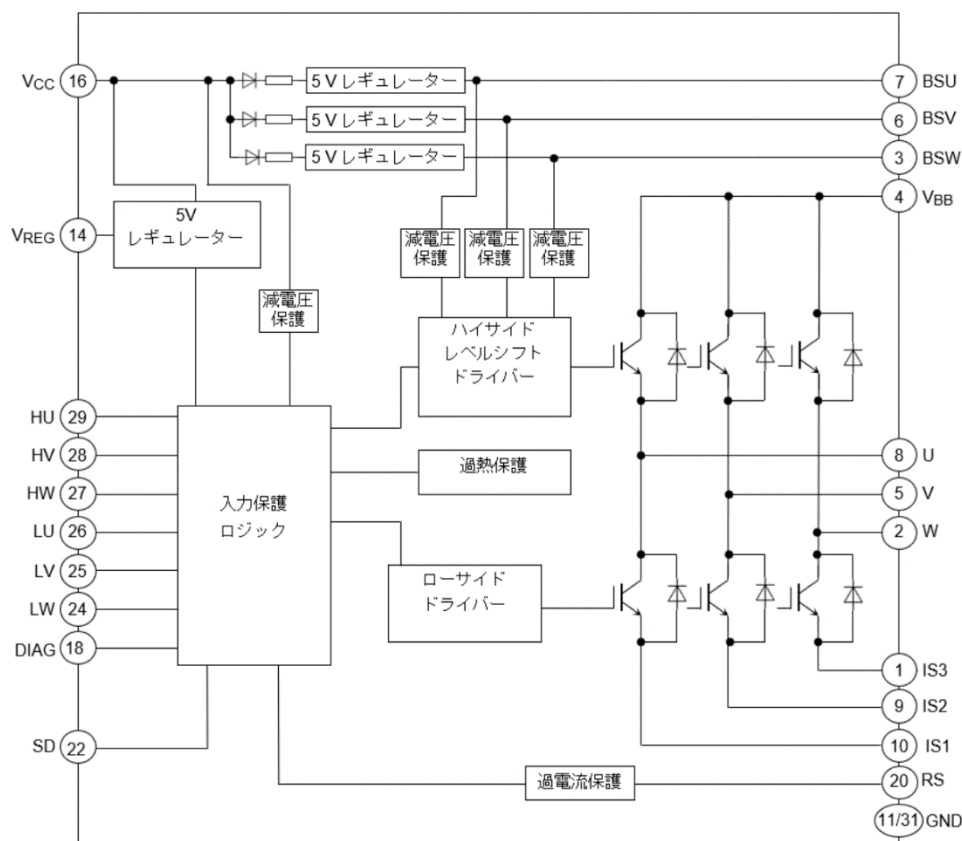 VCC 16
5Vレギュレーター
7 BSU
5Vレギュレーター
6 BSV
5Vレギュレーター
3 BSW
4 VBB
VREG 14
5V
レギュレーター
減電圧
保護
減電圧
保護
減電圧
保護
減電圧
保護
ハイサイド
レベルシフト
ドライバー
HU 29
HV 28
HW 27
LU 26
LV 25
LW 24
DIAG 18
SD 22
入力保護
ロジック
過熱保護
ローサイド
ドライバー
8 U
5 V
2 W
1 IS3
9 IS2
10 IS1
過電流保護
20 RS
11/31 GND